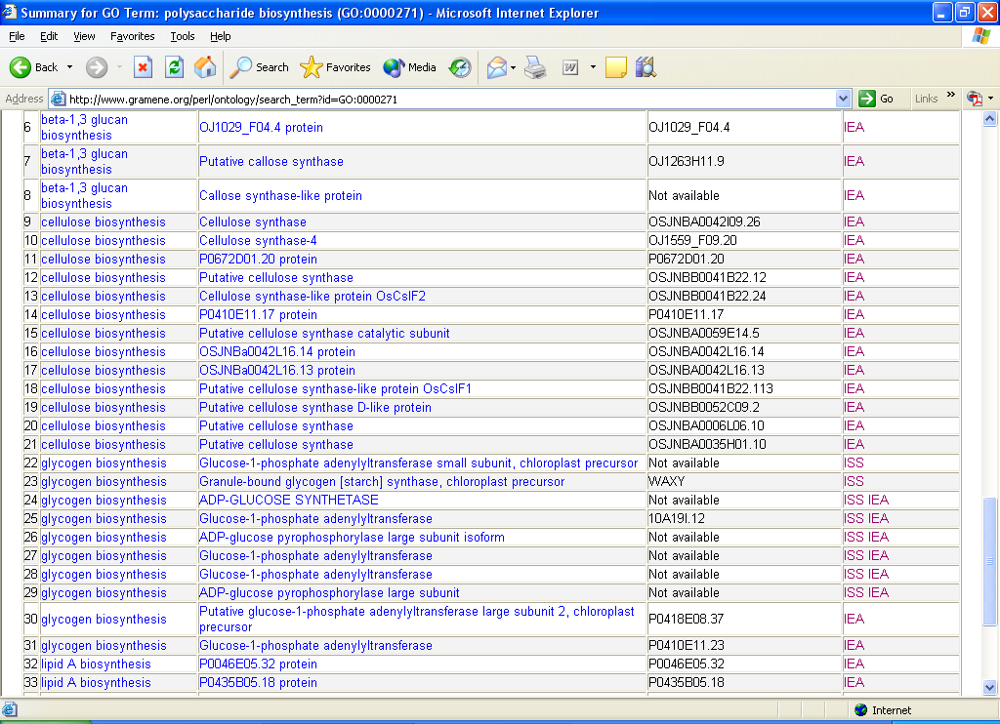 Summary for GO Term: polysaccharide biosynthesis (GO:0000271) - Microsoft Internet Explorer
File Edit View Favorites Tools Help
Back Search Favorites Media
Address http://www.gramene.org/perl/ontology/search_term?id=GO:0000271 Go Links »
6 beta-1,3 glucan biosynthesis OJ1029_F04.4 protein OJ1029_F04.4 IEA
7 beta-1,3 glucan biosynthesis Putative callose synthase OJ1263H11.9 IEA
8 beta-1,3 glucan biosynthesis Callose synthase-like protein Not available IEA
9 cellulose biosynthesis Cellulose synthase OSJNBA0042I09.26 IEA
10 cellulose biosynthesis Cellulose synthase-4 OJ1559_F09.20 IEA
11 cellulose biosynthesis P0672D01.20 protein P0672D01.20 IEA
12 cellulose biosynthesis Putative cellulose synthase OSJNBB0041B22.12 IEA
13 cellulose biosynthesis Cellulose synthase-like protein OsCslF2 OSJNBB0041B22.24 IEA
14 cellulose biosynthesis P0410E11.17 protein P0410E11.17 IEA
15 cellulose biosynthesis Putative cellulose synthase catalytic subunit OSJNBA0059E14.5 IEA
16 cellulose biosynthesis OSJNBa0042L16.14 protein OSJNBA0042L16.14 IEA
17 cellulose biosynthesis OSJNBa0042L16.13 protein OSJNBA0042L16.13 IEA
18 cellulose biosynthesis Putative cellulose synthase-like protein OsCslF1 OSJNBB0041B22.113 IEA
19 cellulose biosynthesis Putative cellulose synthase D-like protein OSJNBB0052C09.2 IEA
20 cellulose biosynthesis Putative cellulose synthase OSJNBA0006L06.10 IEA
21 cellulose biosynthesis Putative cellulose synthase OSJNBA0035H01.10 IEA
22 glycogen biosynthesis Glucose-1-phosphate adenylyltransferase small subunit, chloroplast precursor Not available ISS
23 glycogen biosynthesis Granule-bound glycogen [starch] synthase, chloroplast precursor WAXY ISS
24 glycogen biosynthesis ADP-GLUCOSE SYNTHETASE Not available ISS IEA
25 glycogen biosynthesis Glucose-1-phosphate adenylyltransferase 10A19I.12 ISS IEA
26 glycogen biosynthesis ADP-glucose pyrophosphorylase large subunit isoform Not available ISS IEA
27 glycogen biosynthesis Glucose-1-phosphate adenylyltransferase Not available ISS IEA
28 glycogen biosynthesis Glucose-1-phosphate adenylyltransferase Not available ISS IEA
29 glycogen biosynthesis ADP-glucose pyrophosphorylase large subunit Not available ISS IEA
30 glycogen biosynthesis Putative glucose-1-phosphate adenylyltransferase large subunit 2, chloroplast precursor P0418E08.37 IEA
31 glycogen biosynthesis Glucose-1-phosphate adenylyltransferase P0410E11.23 IEA
32 lipid A biosynthesis P0046E05.32 protein P0046E05.32 IEA
33 lipid A biosynthesis P0435B05.18 protein P0435B05.18 IEA
Internet